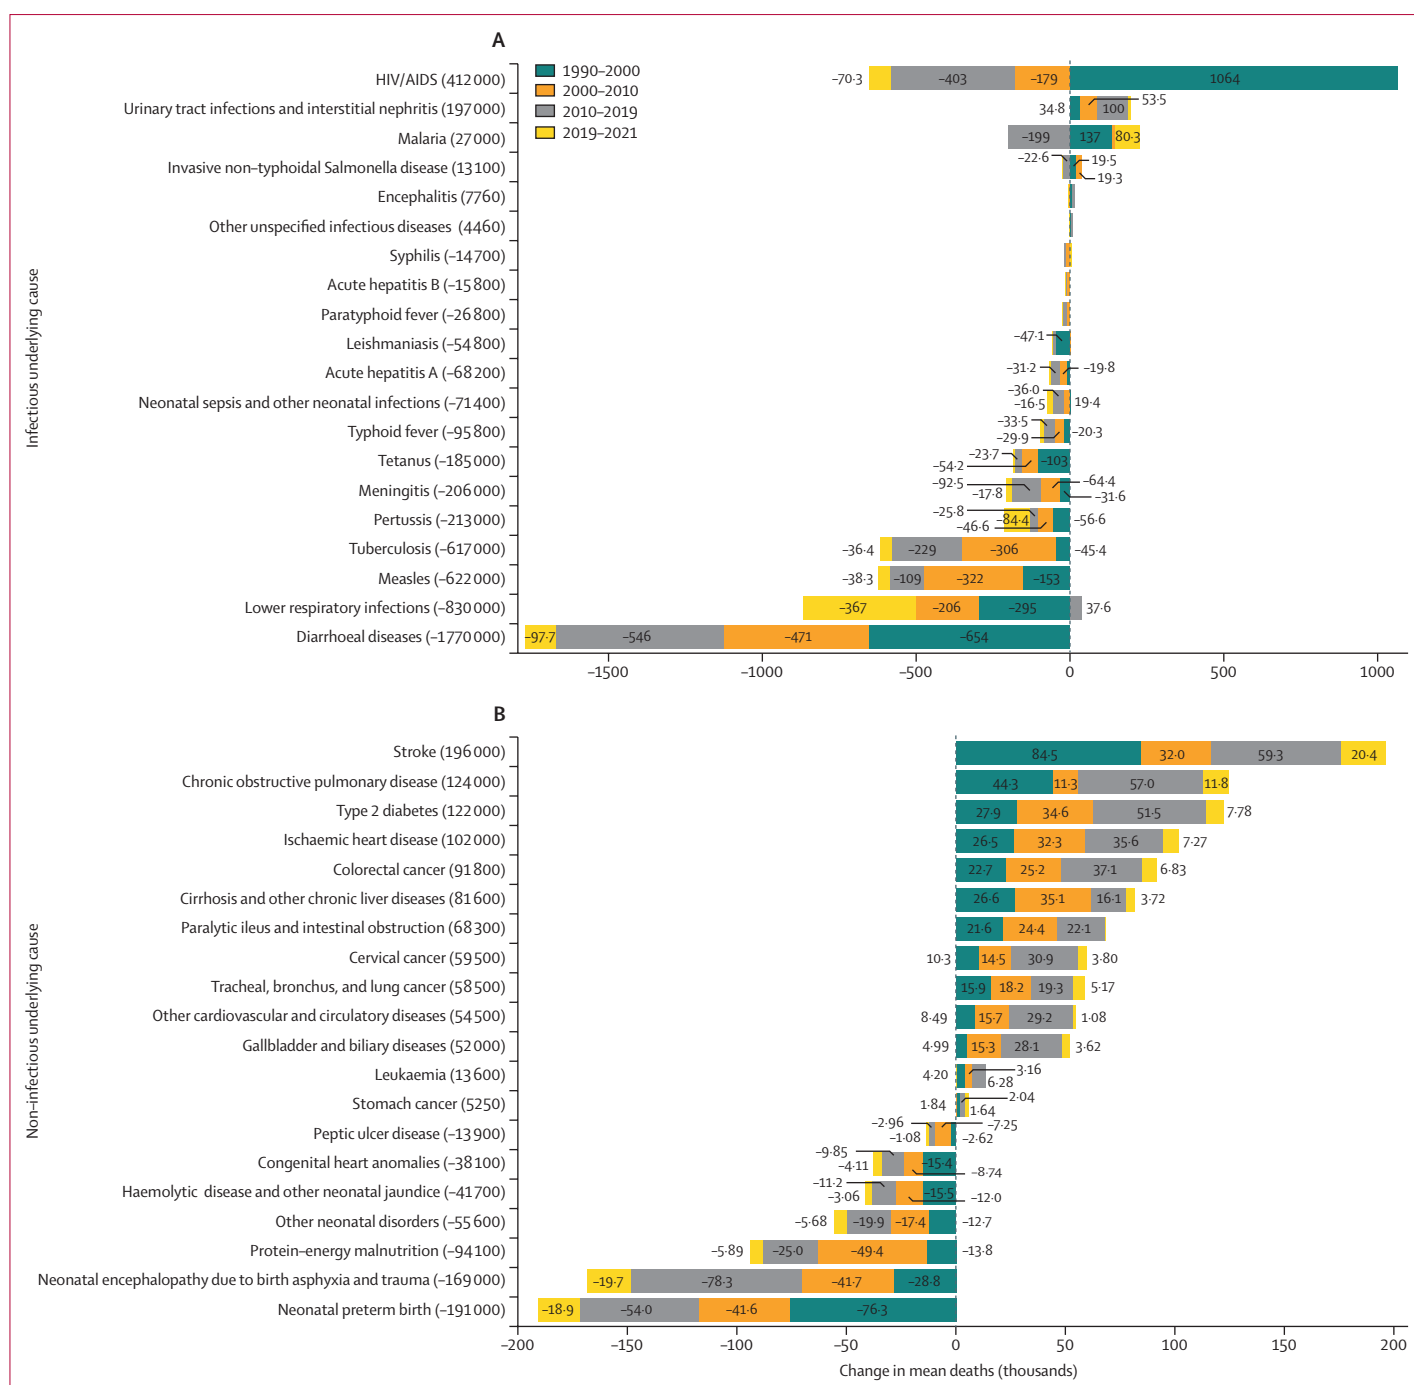 A
1990–2000
2000–2010
2010–2019
2019–2021
Infectious underlying cause
HIV/AIDS (412 000) –70·3 –403 –179 1064
Urinary tract infections and interstitial nephritis (197 000) 34·8 100 53·5
Malaria (27 000) –199 137 80·3
Invasive non–typhoidal Salmonella disease (13 100) –22·6 19·5 19·3
Encephalitis (7760)
Other unspecified infectious diseases (4460)
Syphilis (–14 700)
Acute hepatitis B (–15 800)
Paratyphoid fever (–26 800)
Leishmaniasis (–54 800) –47·1
Acute hepatitis A (–68 200) –31·2 –19·8
Neonatal sepsis and other neonatal infections (–71 400) –36·0 –16·5 19·4
Typhoid fever (–95 800) –33·5 –29·9 –20·3
Tetanus (–185 000) –23·7 –54·2 –103
Meningitis (–206 000) –92·5 –17·8 –64·4 –31·6
Pertussis (–213 000) –25·8 –46·6 –84·4 –56·6
Tuberculosis (–617 000) –36·4 –229 –306 –45·4
Measles (–622 000) –38·3 –109 –322 –153
Lower respiratory infections (–830 000) –367 –206 –295 37·6
Diarrhoeal diseases (–1770 000) –97·7 –546 –471 –654
–1500 –1000 –500 0 500 1000
B
Non–infectious underlying cause
Stroke (196 000) 84·5 32·0 59·3 20·4
Chronic obstructive pulmonary disease (124 000) 44·3 11·3 57·0 11·8
Type 2 diabetes (122 000) 27·9 34·6 51·5 7·78
Ischaemic heart disease (102 000) 26·5 32·3 35·6 7·27
Colorectal cancer (91 800) 22·7 25·2 37·1 6·83
Cirrhosis and other chronic liver diseases (81 600) 26·6 35·1 16·1 3·72
Paralytic ileus and intestinal obstruction (68 300) 21·6 24·4 22·1
Cervical cancer (59 500) 10·3 14·5 30·9 3·80
Tracheal, bronchus, and lung cancer (58 500) 15·9 18·2 19·3 5·17
Other cardiovascular and circulatory diseases (54 500) 8·49 15·7 29·2 1·08
Gallbladder and biliary diseases (52 000) 4·99 15·3 28·1 3·62
Leukaemia (13 600) 4·20 3·16 6·28
Stomach cancer (5250) 1·84 2·04 1·64
Peptic ulcer disease (–13 900) –2·96 –1·08 –7·25 –2·62
Congenital heart anomalies (–38 100) –9·85 –4·11 –15·4 –8·74
Haemolytic disease and other neonatal jaundice (–41 700) –11·2 –3·06 –15·5 –12·0
Other neonatal disorders (–55 600) –5·68 –19·9 –17·4 –12·7
Protein–energy malnutrition (–94 100) –5·89 –25·0 –49·4 –13·8
Neonatal encephalopathy due to birth asphyxia and trauma (–169 000) –19·7 –78·3 –41·7 –28·8
Neonatal preterm birth (–191 000) –18·9 –54·0 –41·6 –76·3
–200 –150 –100 –50 0 50 100 150 200
Change in mean deaths (thousands)